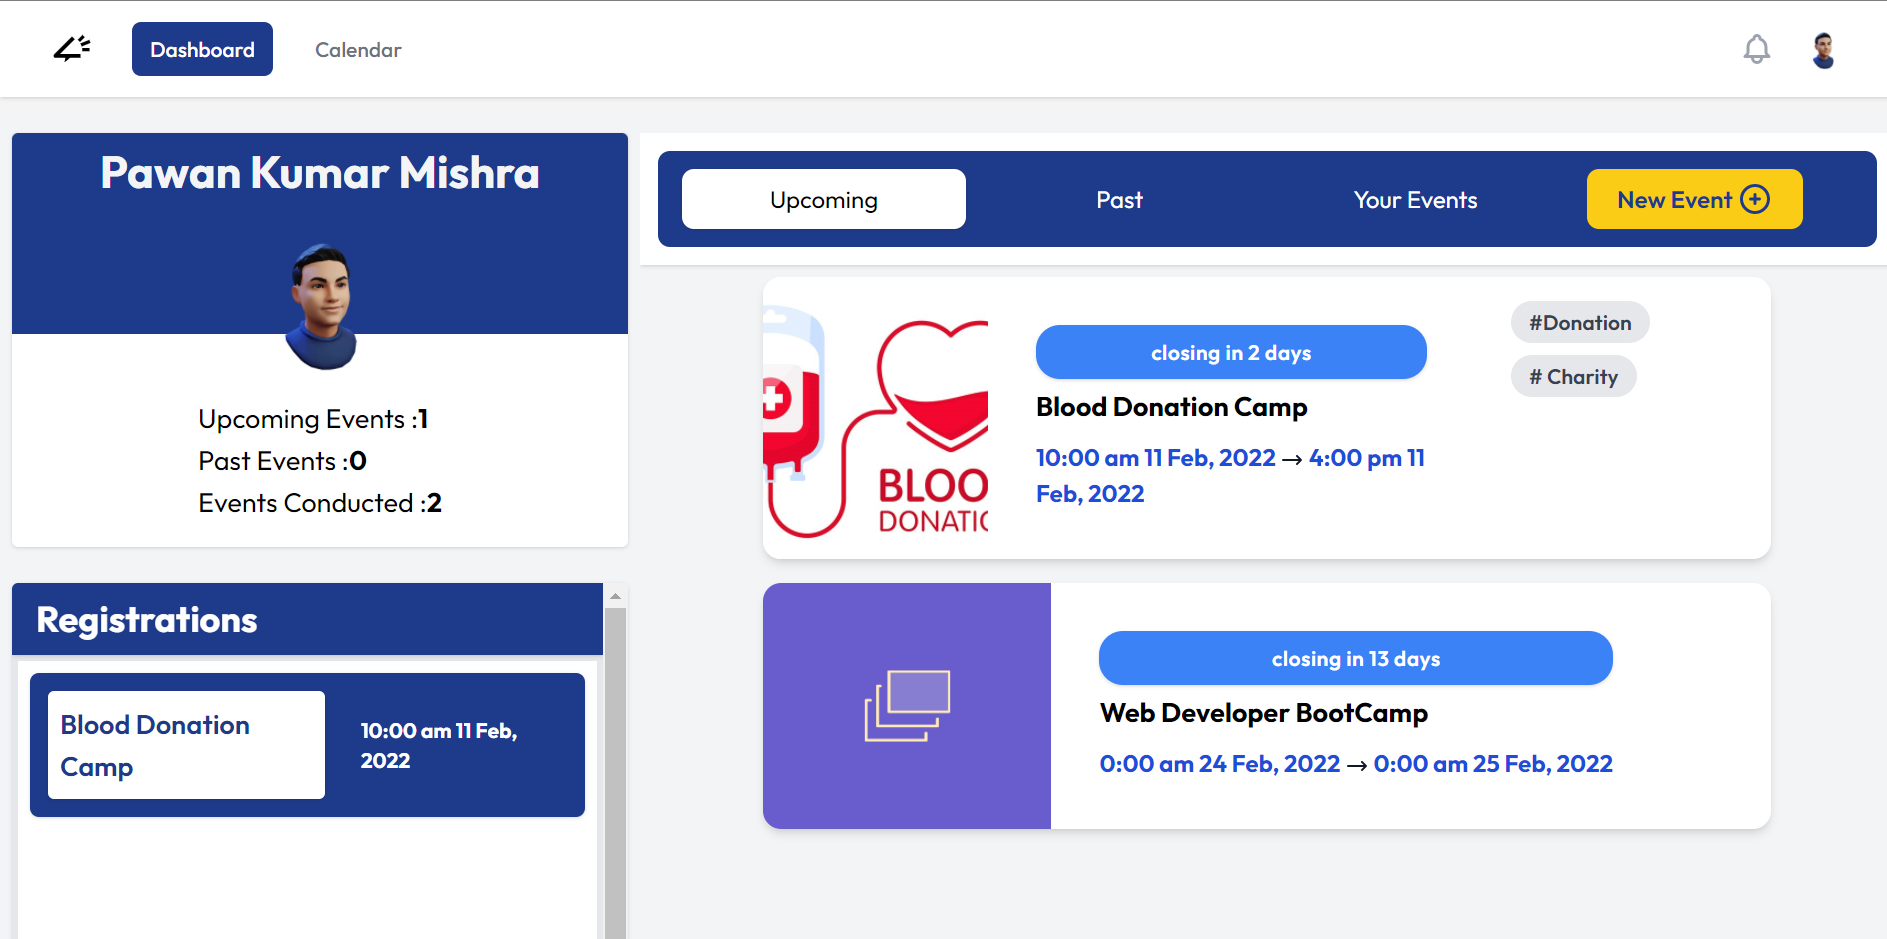 Dashboard
Calendar
Pawan Kumar Mishra
Upcoming Events :1
Past Events :0
Events Conducted :2
Registrations
Blood Donation
Camp
10:00 am 11 Feb,
2022
Upcoming
Past
Your Events
New Event
BLOO
DONATIC
closing in 2 days
Blood Donation Camp
10:00 am 11 Feb, 2022 → 4:00 pm 11
Feb, 2022
#Donation
# Charity
closing in 13 days
Web Developer BootCamp
0:00 am 24 Feb, 2022 → 0:00 am 25 Feb, 2022